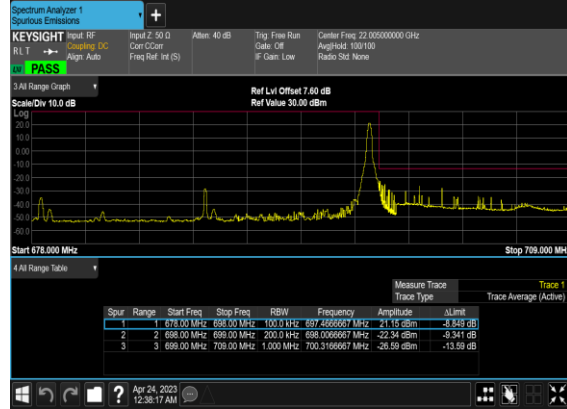 Spectrum Analyzer 1
Spurious Emissions
+
KEYSIGHT Input: RF Input Z: 50 Ω Atten: 40 dB Trig: Free Run Center Freq: 22.005000000 GHz
RLT Coupling: DC Corr CCorr Gate: Off Avg|Hold: 100/100
Align: Auto Freq Ref: Int (S) IF Gain: Low Radio Std: None
PASS
3 All Range Graph
Ref Lvl Offset 7.60 dB
Scale/Div 10.0 dB Ref Value 30.00 dBm
Log
20.0
10.0
0.00
-10.0
-20.0
-30.0
-40.0
-50.0
-60.0
Start 678.000 MHz Stop 709.000 MH
4 All Range Table
Measure Trace Trace 1
Trace Type Trace Average (Active)
Spur Range Start Freq Stop Freq RBW Frequency Amplitude ΔLimit
1 1 678.00 MHz 698.00 MHz 100.0 kHz 697.4666667 MHz 21.15 dBm -8.849 dB
2 2 698.00 MHz 699.00 MHz 200.0 kHz 698.0066667 MHz -22.34 dBm -9.341 dB
3 3 699.00 MHz 709.00 MHz 1.000 MHz 700.3166667 MHz -26.59 dBm -13.59 dB
? Apr 24, 2023
12:38:17 AM